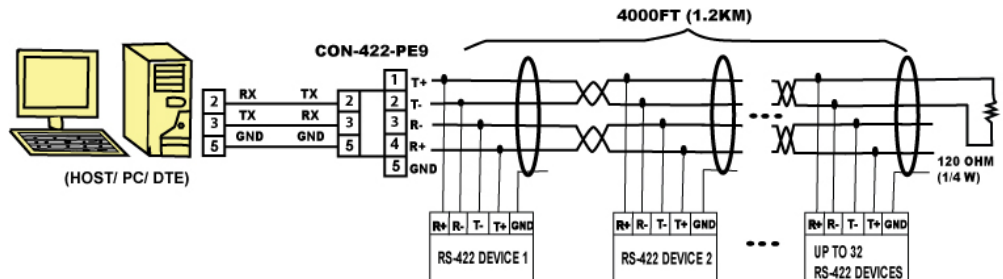 4000FT (1.2KM)
CON-422-PE9
1 T+
2 RX TX 2 2 T-
3 TX RX 3 3 R-
5 GND GND 5 4 R+
5 GND
(HOST/ PC/ DTE)
120 OHM
(1/4 W)
R+ R- T- T+ GND
RS-422 DEVICE 1
R+ R- T- T+ GND
RS-422 DEVICE 2
R+ R- T- T+ GND
UP TO 32
RS-422 DEVICES